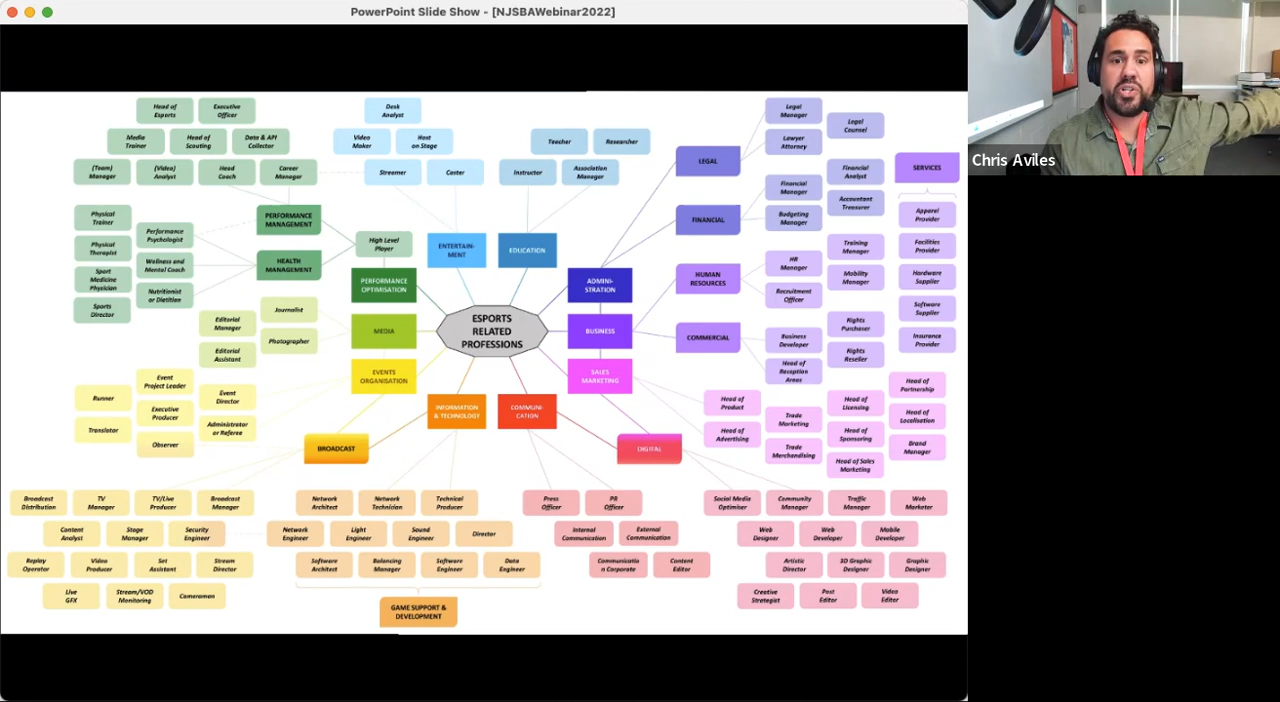 PowerPoint Slide Show - [NJSBAWebinar2022]
Chris Aviles
Head of
Esports
Executive
Officer
Media
Trainer
Head of
Scouting
Data & API
Collector
(Team)
Manager
(Video)
Analyst
Head
Coach
Career
Manager
Desk
Analyst
Video
Maker
Host
on Stage
Streamer
Caster
Teacher
Researcher
Instructor
Association
Manager
LEGAL
Legal
Manager
Legal
Counsel
Lawyer
Attorney
SERVICES
FINANCIAL
Financial
Manager
Financial
Analyst
Budgeting
Manager
Accountant
Treasurer
Apparel
Provider
Facilities
Provider
Hardware
Supplier
Software
Supplier
Insurance
Provider
Physical
Trainer
Performance
Psychologist
PERFORMANCE
MANAGEMENT
Physical
Therapist
Wellness and
Mental Coach
HEALTH
MANAGEMENT
High Level
Player
Sport
Medicine
Physician
Nutritionist
or Dietitian
Sports
Director
ENTERTAIN-
MENT
EDUCATION
PERFORMANCE
OPTIMISATION
ADMINI-
STRATION
HUMAN
RESOURCES
HR
Manager
Training
Manager
Recruitment
Officer
Mobility
Manager
Journalist
Editorial
Manager
Photographer
Editorial
Assistant
MEDIA
ESPORTS
RELATED
PROFESSIONS
BUSINESS
COMMERCIAL
Business
Developer
Rights
Purchaser
Head of
Reception
Areas
Rights
Reseller
EVENTS
ORGANISATION
SALES
MARKETING
Event
Project Leader
Runner
Event
Director
Executive
Producer
Translator
Administrator
or Referee
Observer
INFORMATION
& TECHNOLOGY
COMMUNI-
CATION
BROADCAST
DIGITAL
Head of
Product
Head of
Advertising
Trade
Marketing
Trade
Merchandising
Head of
Licensing
Head of
Sponsoring
Head of Sales
Marketing
Head of
Partnership
Head of
Localisation
Brand
Manager
Broadcast
Distribution
TV
Manager
TV/Live
Producer
Broadcast
Manager
Content
Analyst
Stage
Manager
Security
Engineer
Replay
Operator
Video
Producer
Set
Assistant
Stream
Director
Live
GFX
Stream/VOD
Monitoring
Cameraman
Network
Architect
Network
Technician
Technical
Producer
Network
Engineer
Light
Engineer
Sound
Engineer
Director
Software
Architect
Balancing
Manager
Software
Engineer
Data
Engineer
GAME SUPPORT &
DEVELOPMENT
Press
Officer
PR
Officer
Internal
Communication
External
Communication
Communicatio
n Corporate
Content
Editor
Social Media
Optimiser
Community
Manager
Traffic
Manager
Web
Marketer
Web
Designer
Web
Developer
Mobile
Developer
Artistic
Director
3D Graphic
Designer
Graphic
Designer
Creative
Strategist
Post
Editor
Video
Editor